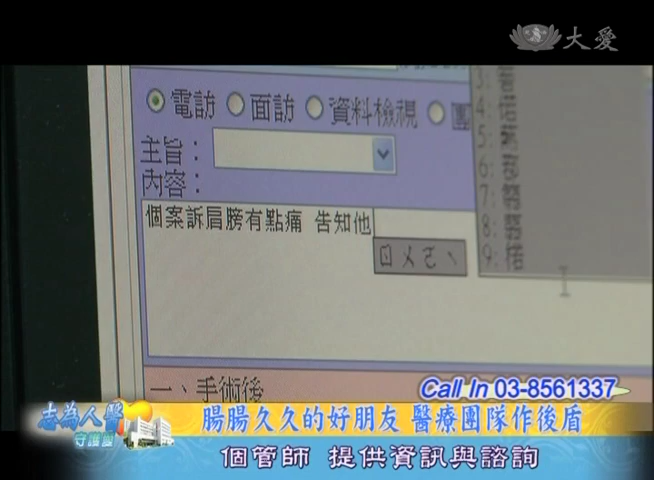 大愛
電訪 面訪 資料檢視
主旨：
內容：
個案訴肩膀有點痛 告知他
一、手術後
Call In 03-8561337
志為人醫
守護愛
腸腸久久的好朋友 醫療團隊作後盾
個管師 提供資訊與諮詢